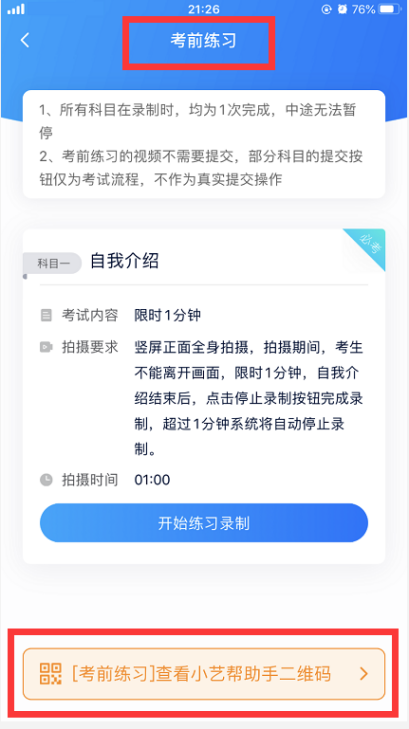 21:26
76%
考前练习
1、所有科目在录制时，均为1次完成，中途无法暂
停
2、考前练习的视频不需要提交，部分科目的提交按
钮仅为考试流程，不作为真实提交操作
必考
科目一
自我介绍
考试内容 限时1分钟
拍摄要求 竖屏正面全身拍摄，拍摄期间，考生
不能离开画面，限时1分钟，自我介
绍结束后，点击停止录制按钮完成录
制，超过1分钟系统将自动停止录
制。
拍摄时间 01:00
开始练习录制
[考前练习]查看小艺帮助手二维码